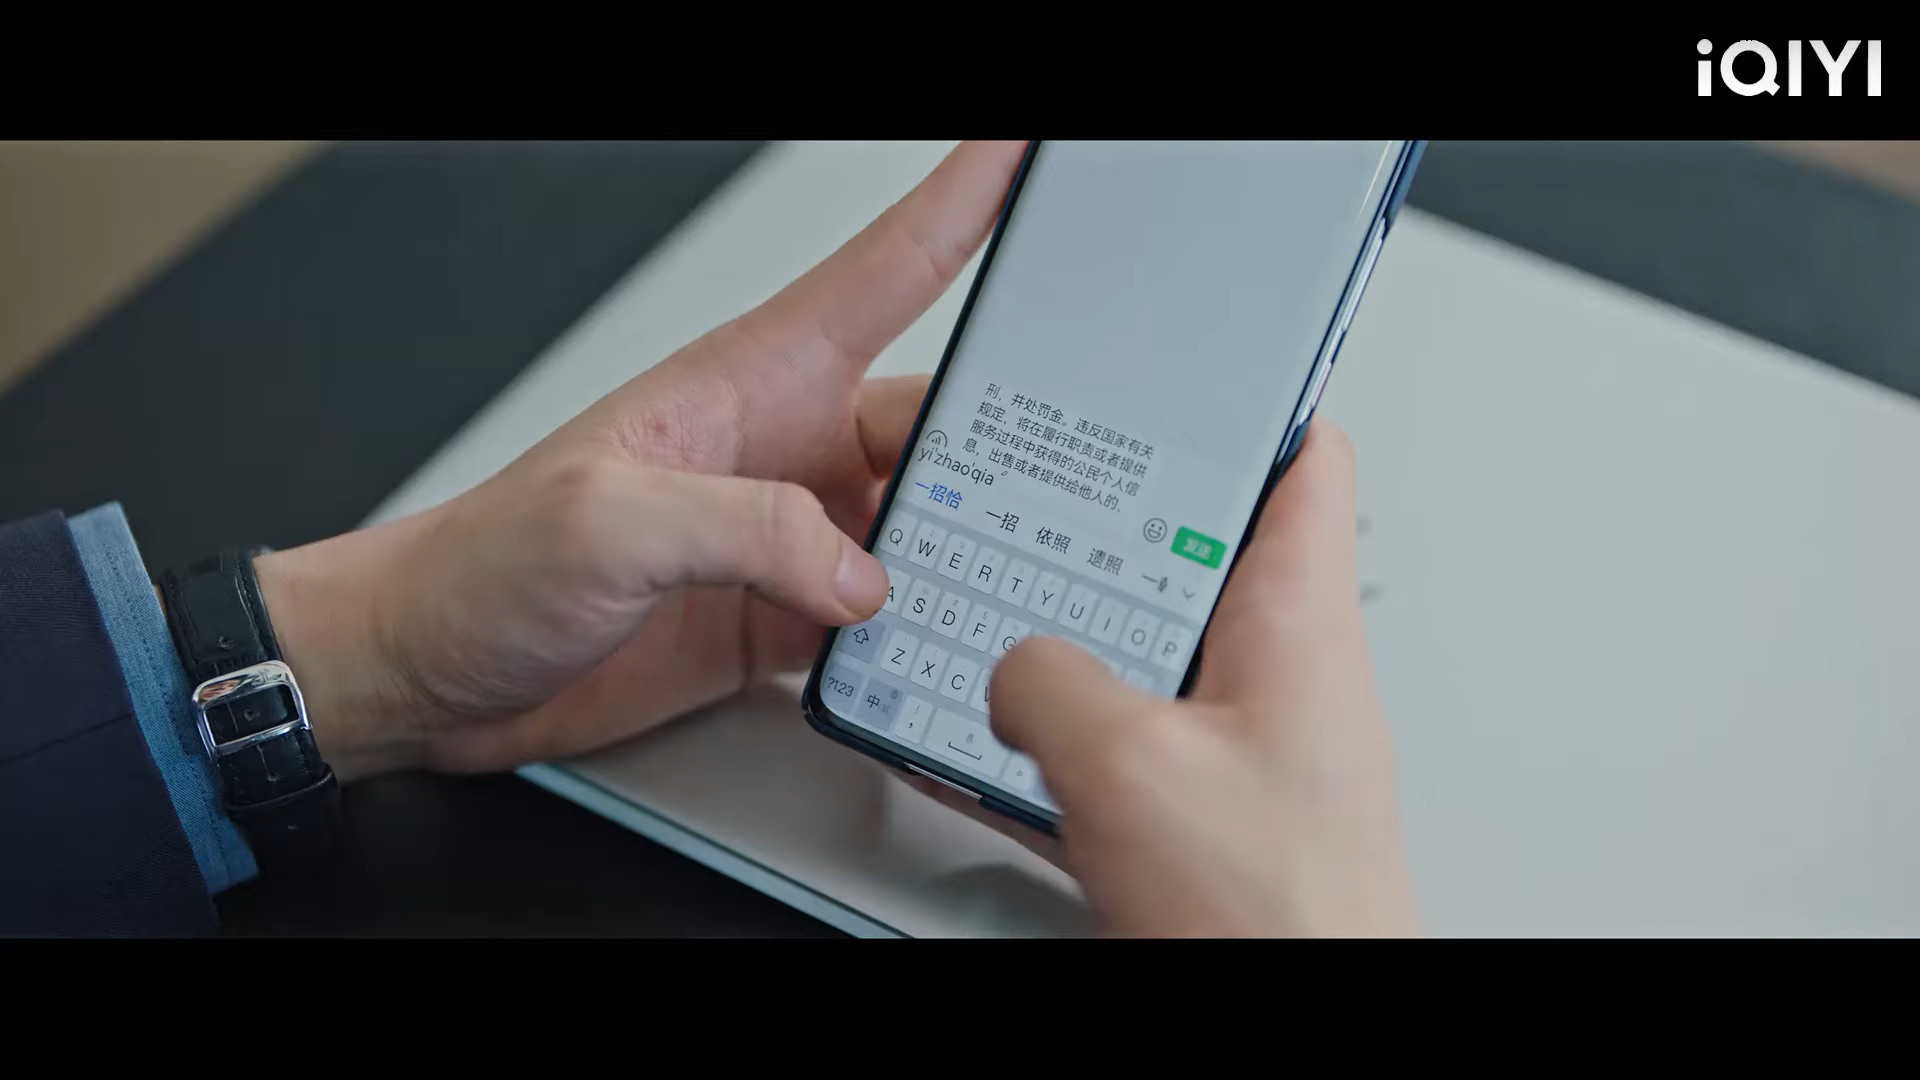 iQIYI
刑，并处罚金。违反国家有关
规定，将在履行职责或者提供
服务过程中获得的公民个人信
息，出售或者提供给他人的，
yi'zhao'qia
一招恰 一招 依照 遗照
发送
Q W E R T Y U I O P
A S D F G
Z X C
?123 中 ,